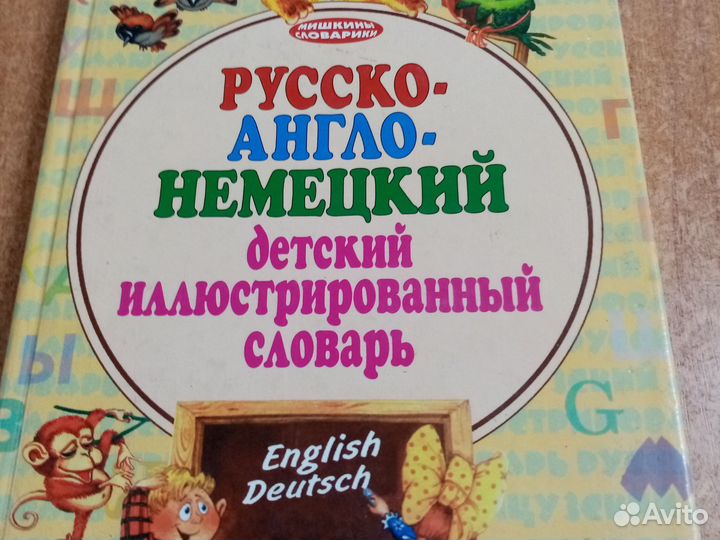 МИШКИНЫ
СЛОВАРИКИ
РУССКО-
АНГЛО-
НЕМЕЦКИЙ
детский
иллюстрированный
словарь
English
Deutsch
Avito